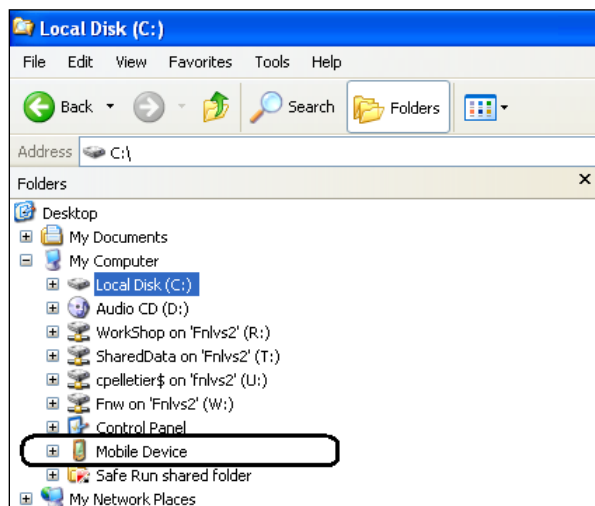 Local Disk (C:)
File Edit View Favorites Tools Help
Back Search Folders
Address C:\
Folders
Desktop
My Documents
My Computer
Local Disk (C:)
Audio CD (D:)
WorkShop on 'Fnlvs2' (R:)
SharedData on 'Fnlvs2' (T:)
cpelletier$ on 'fnlvs2' (U:)
Fnw on 'Fnlvs2' (W:)
Control Panel
Mobile Device
Safe Run shared folder
My Network Places